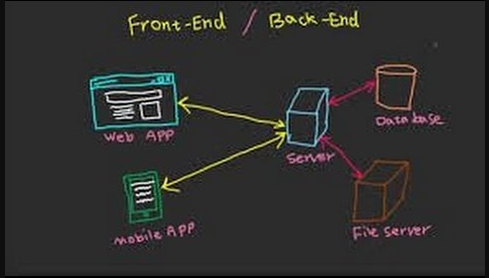 Front-End / Back-End
Web App
Server
Database
Mobile App
File Server